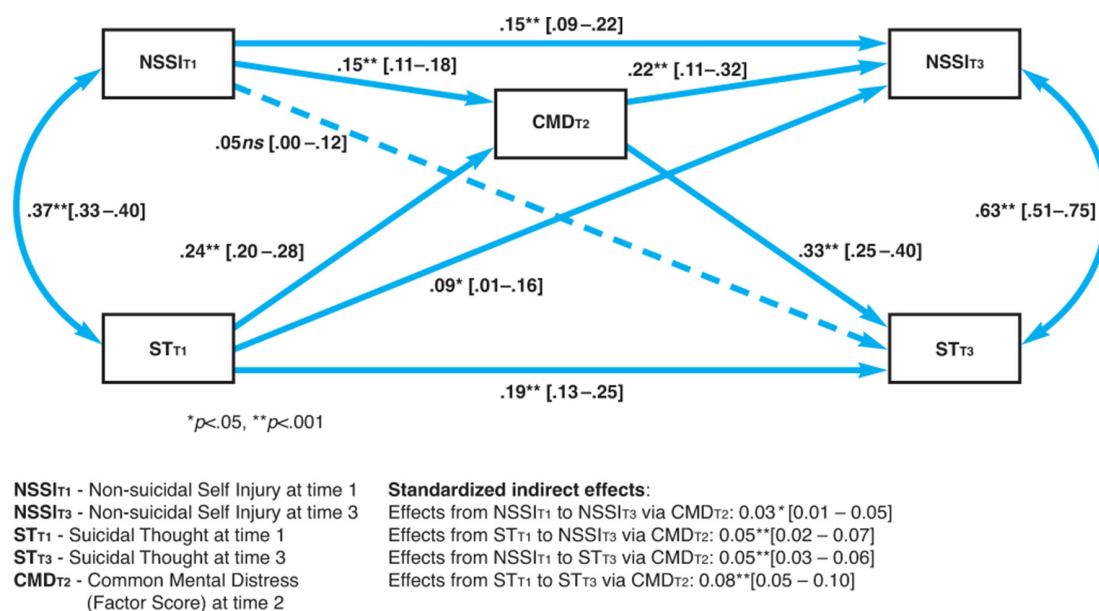 .15** [.09–.22]
NSSIT1
NSSIT3
.15** [.11–.18]
.22** [.11–.32]
CMDT2
.05ns [.00–.12]
.37**[.33–.40]
.63** [.51–.75]
.24** [.20–.28]
.33** [.25–.40]
.09* [.01–.16]
STT1
STT3
.19** [.13–.25]
*p<.05, **p<.001
NSSIT1 - Non-suicidal Self Injury at time 1
NSSIT3 - Non-suicidal Self Injury at time 3
STT1 - Suicidal Thought at time 1
STT3 - Suicidal Thought at time 3
CMDT2 - Common Mental Distress
(Factor Score) at time 2
Standardized indirect effects:
Effects from NSSIT1 to NSSIT3 via CMDT2: 0.03*[0.01 – 0.05]
Effects from STT1 to NSSIT3 via CMDT2: 0.05**[0.02 – 0.07]
Effects from NSSIT1 to STT3 via CMDT2: 0.05**[0.03 – 0.06]
Effects from STT1 to STT3 via CMDT2: 0.08**[0.05 – 0.10]